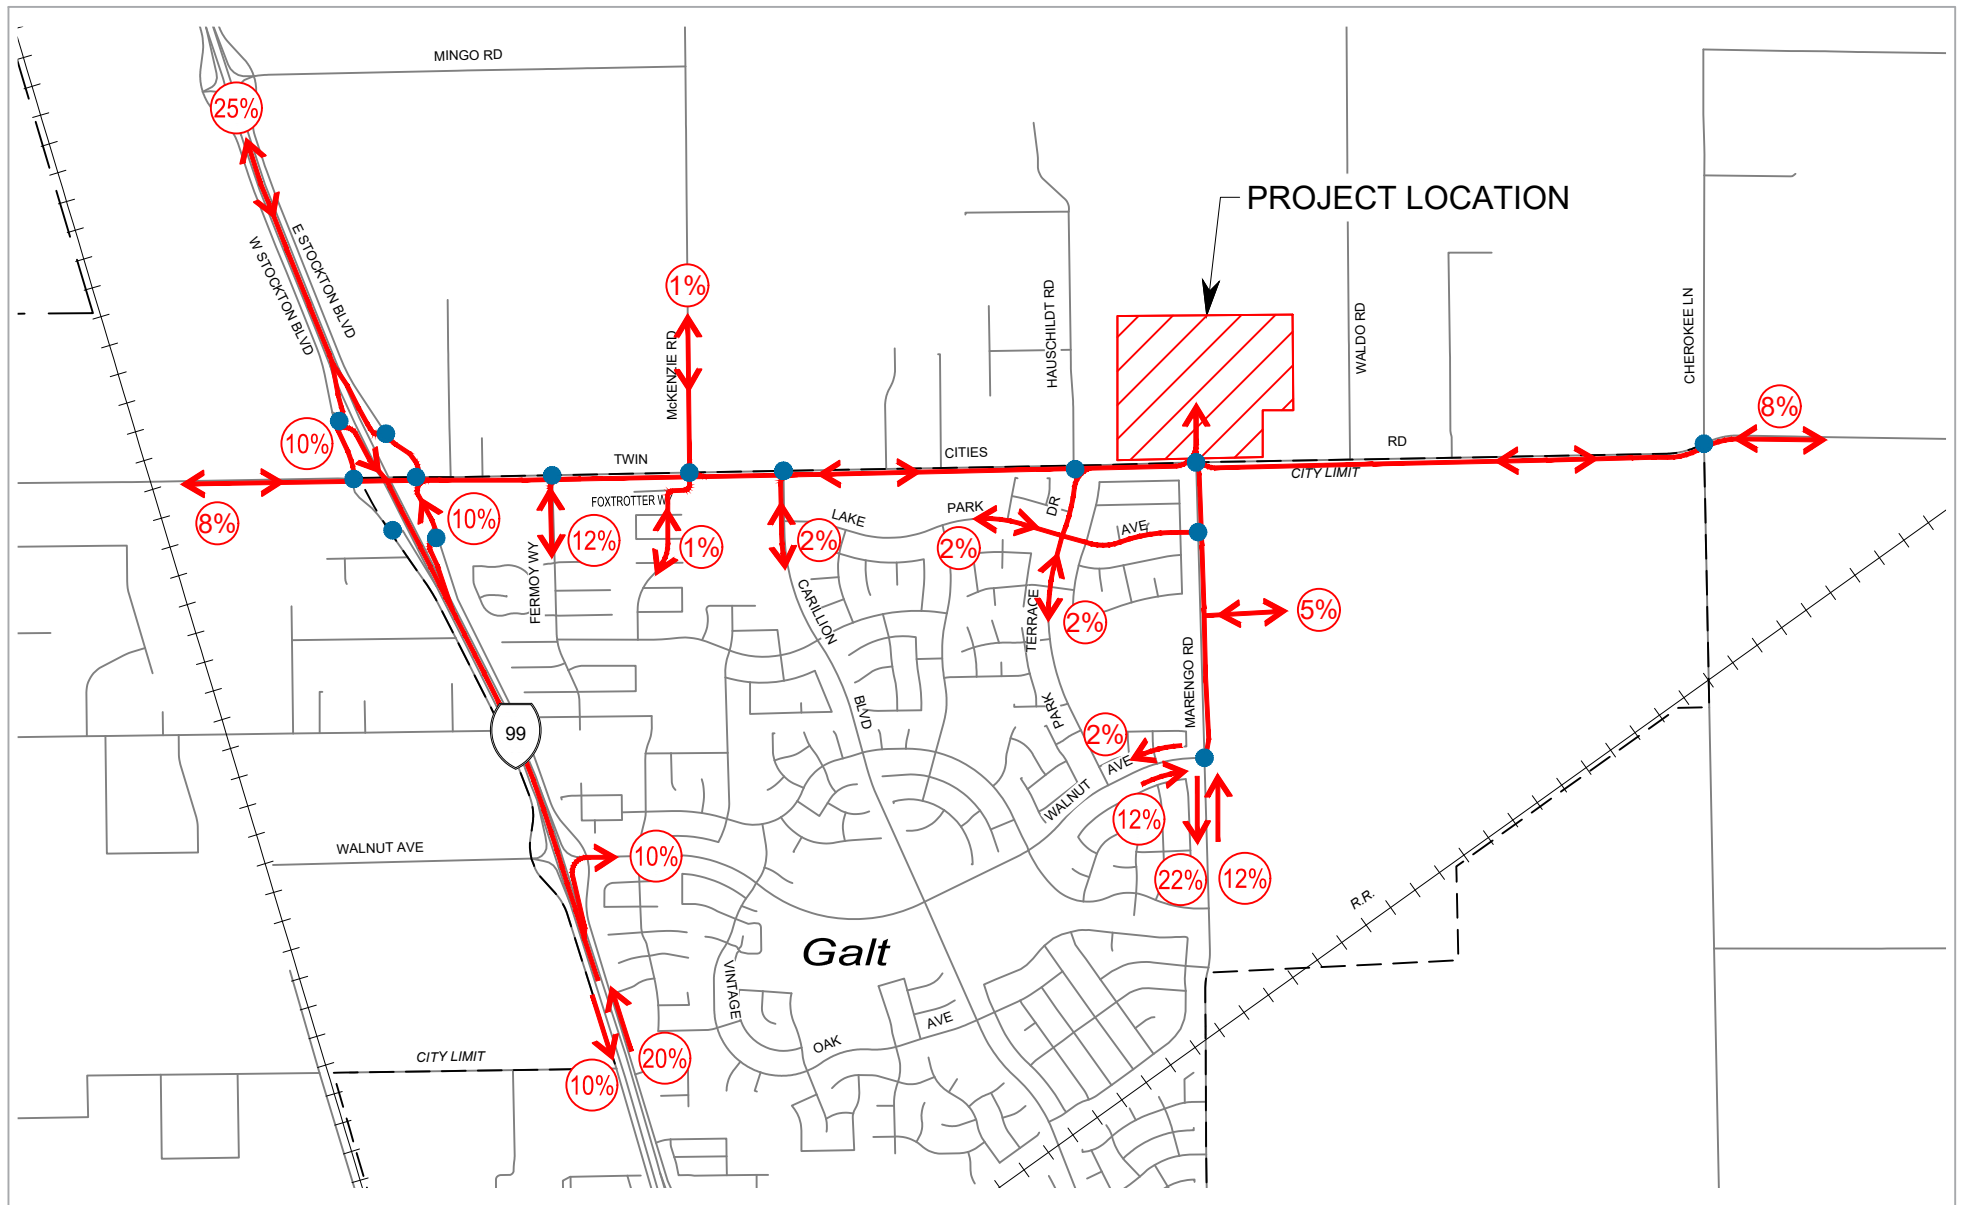 MINGO RD
25%
PROJECT LOCATION
E STOCKTON BLVD
W STOCKTON BLVD
1%
McKENZIE RD
HAUSCHILDT RD
WALDO RD
CHEROKEE LN
8%
10%
TWIN
CITIES
RD
CITY LIMIT
8%
10%
FOXTROTTER W
12%
1%
2%
LAKE
PARK
2%
DR
AVE
FERMOY WY
CARILLION
TERRACE
2%
5%
MARENGO RD
BLVD
PARK
99
2%
AVE
WALNUT
12%
WALNUT AVE
10%
22%
12%
R.R.
Galt
VINTAGE
OAK
AVE
CITY LIMIT
20%
10%